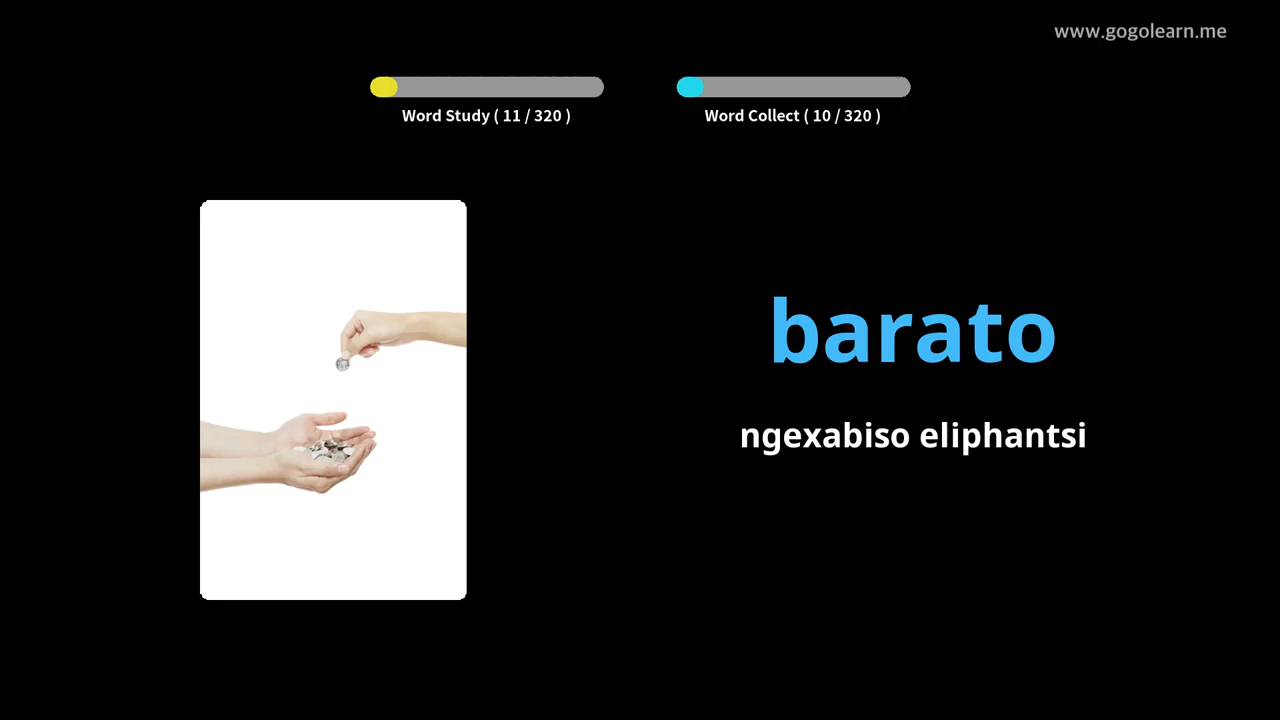 www.gogolearn.me
Word Study ( 11 / 320 )
Word Collect ( 10 / 320 )
barato
ngexabiso eliphantsi